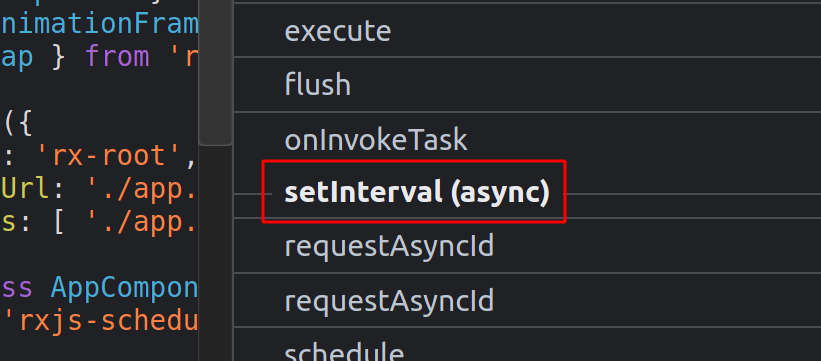 nimationFram
ap } from 'r
({
: 'rx-root',
Url: './app.
s: [ './app.
ss AppCompon
'rxjs-schedu
execute
flush
onInvokeTask
setInterval (async)
requestAsyncId
requestAsyncId
schedule